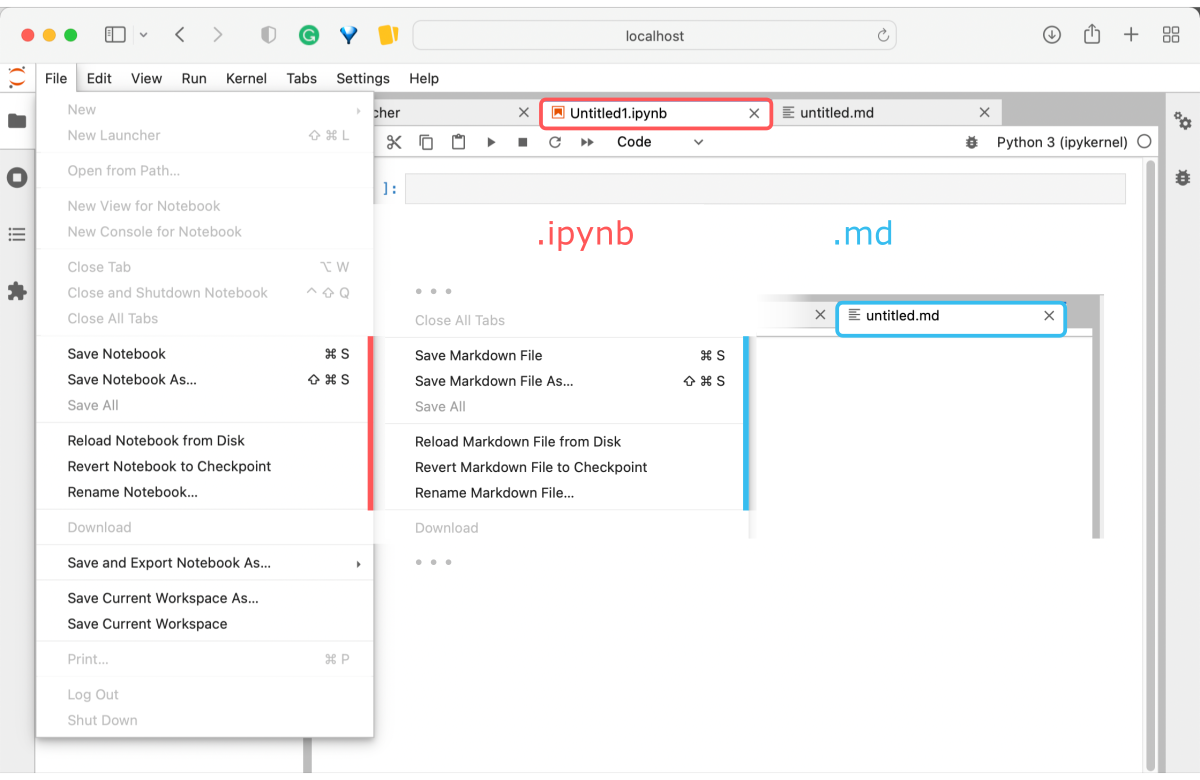 localhost
File Edit View Run Kernel Tabs Settings Help
cher
Untitled1.ipynb
untitled.md
Code
Python 3 (ipykernel)
]:
New
New Launcher ⇧ ⌘ L
Open from Path...
New View for Notebook
New Console for Notebook
Close Tab ⌥ W
Close and Shutdown Notebook ^ ⇧ Q
Close All Tabs
Save Notebook ⌘ S
Save Notebook As... ⇧ ⌘ S
Save All
Reload Notebook from Disk
Revert Notebook to Checkpoint
Rename Notebook...
Download
Save and Export Notebook As...
Save Current Workspace As...
Save Current Workspace
Print... ⌘ P
Log Out
Shut Down
.ipynb
.md
Close All Tabs
Save Markdown File ⌘ S
Save Markdown File As... ⇧ ⌘ S
Save All
Reload Markdown File from Disk
Revert Markdown File to Checkpoint
Rename Markdown File...
Download
untitled.md